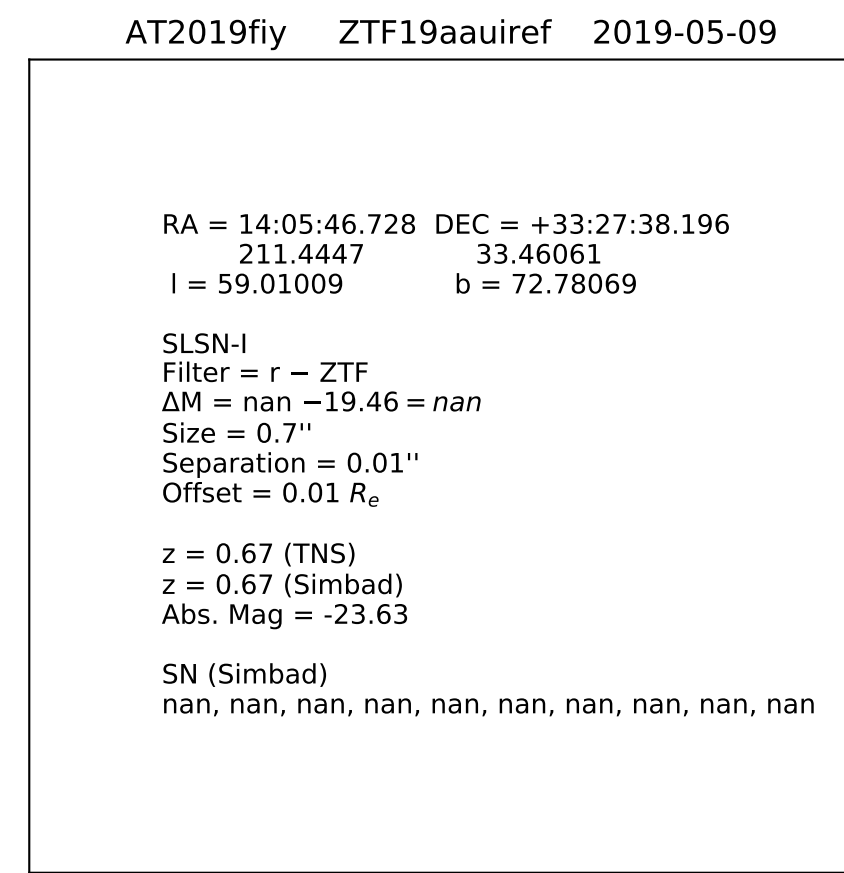 AT2019fiy ZTF19aauiref 2019-05-09
RA = 14:05:46.728 DEC = +33:27:38.196
211.4447 33.46061
l = 59.01009 b = 72.78069
SLSN-I
Filter = r − ZTF
ΔM = nan −19.46 = nan
Size = 0.7''
Separation = 0.01''
Offset = 0.01 Rₑ
z = 0.67 (TNS)
z = 0.67 (Simbad)
Abs. Mag = -23.63
SN (Simbad)
nan, nan, nan, nan, nan, nan, nan, nan, nan, nan